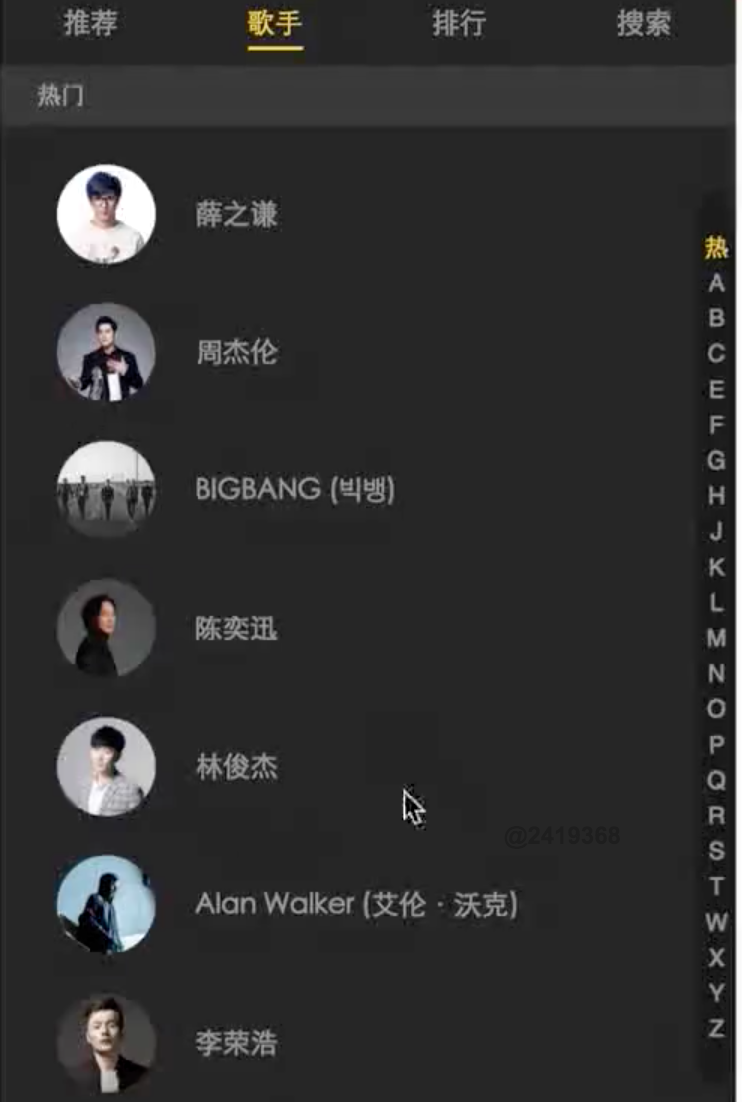 推荐 歌手 排行 搜索
热门
薛之谦
周杰伦
BIGBANG (빅뱅)
陈奕迅
林俊杰
@2419368
Alan Walker (艾伦·沃克)
李荣浩
热
A
B
C
E
F
G
H
J
K
L
M
N
O
P
Q
R
S
T
W
X
Y
Z